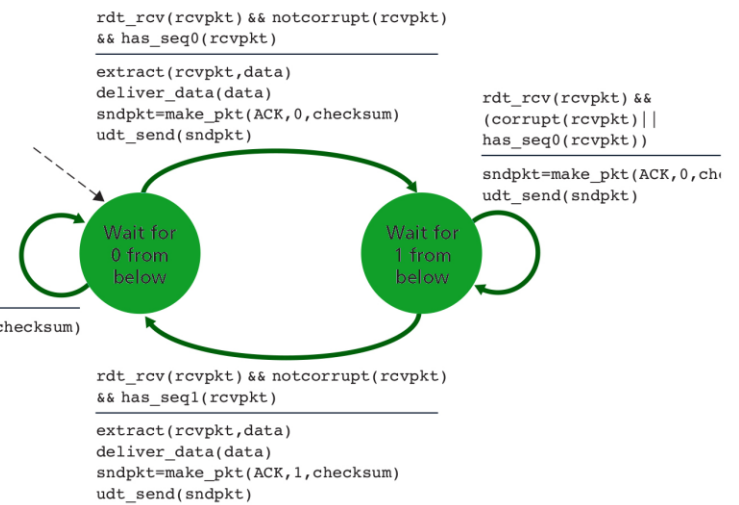 rdt_rcv(rcvpkt) && notcorrupt(rcvpkt)
&& has_seq0(rcvpkt)
extract(rcvpkt,data)
deliver_data(data)
sndpkt=make_pkt(ACK,0,checksum)
udt_send(sndpkt)
rdt_rcv(rcvpkt) &&
(corrupt(rcvpkt)||
has_seq0(rcvpkt))
sndpkt=make_pkt(ACK,0,
udt_send(sndpkt)
Wait for
0 from
below
Wait for
1 from
below
checksum)
rdt_rcv(rcvpkt) && notcorrupt(rcvpkt)
&& has_seq1(rcvpkt)
extract(rcvpkt,data)
deliver_data(data)
sndpkt=make_pkt(ACK,1,checksum)
udt_send(sndpkt)